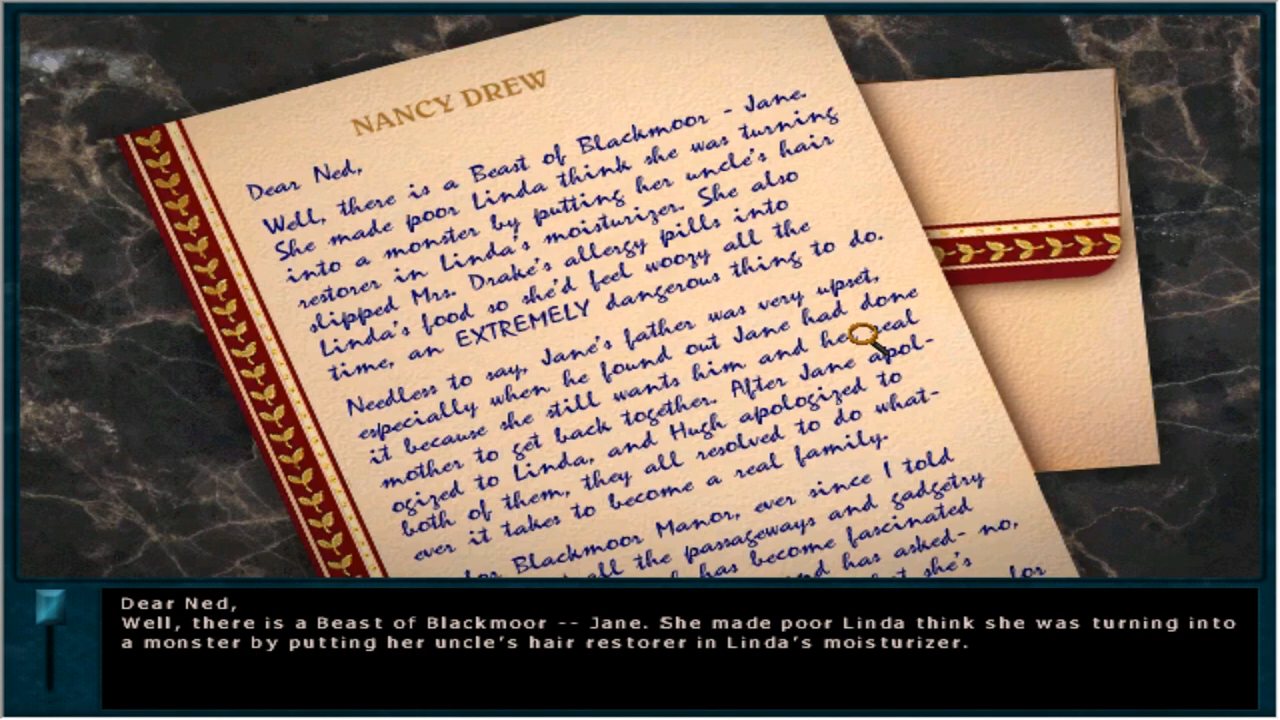 NANCY DREW
Dear Ned,
Well, there is a Beast of Blackmoor - Jane.
She made poor Linda think she was turning
into a monster by putting her uncle's hair
restorer in Linda's moisturizer. She also
slipped Mrs. Drake's allergy pills into
Linda's food so she'd feel woozy all the
time, an EXTREMELY dangerous thing to do.
Needless to say, Jane's father was very upset,
especially when he found out Jane had done
it because she still wants him and her real
mother to get back together. After Jane apol-
ogized to Linda, and Hugh apologized to
both of them, they all resolved to do what-
ever it takes to become a real family.
for Blackmoor Manor, ever since I told
all the passageways and gadgetry
has become fascinated
nd has asked- no,
t she's
for
Dear Ned,
Well, there is a Beast of Blackmoor -- Jane. She made poor Linda think she was turning into
a monster by putting her uncle's hair restorer in Linda's moisturizer.